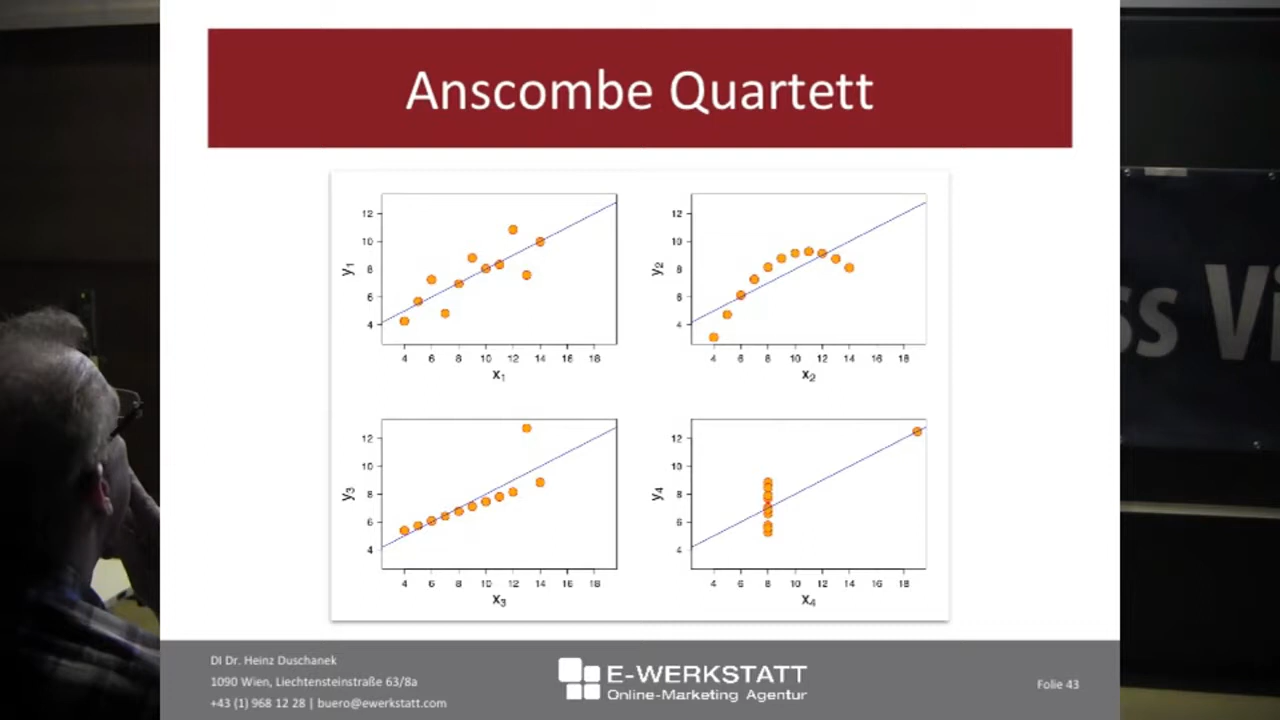 Anscombe Quartett
12
10
8
6
4
y1
4 6 8 10 12 14 16 18
x1
12
10
8
6
4
y2
4 6 8 10 12 14 16 18
x2
12
10
8
6
4
y3
4 6 8 10 12 14 16 18
x3
12
10
8
6
4
y4
4 6 8 10 12 14 16 18
x4
ss Vi
DI Dr. Heinz Duschanek
1090 Wien, Liechtensteinstraße 63/8a
+43 (1) 968 12 28 | buero@ewerkstatt.com
E-WERKSTATT
Online-Marketing Agentur
Folie 43